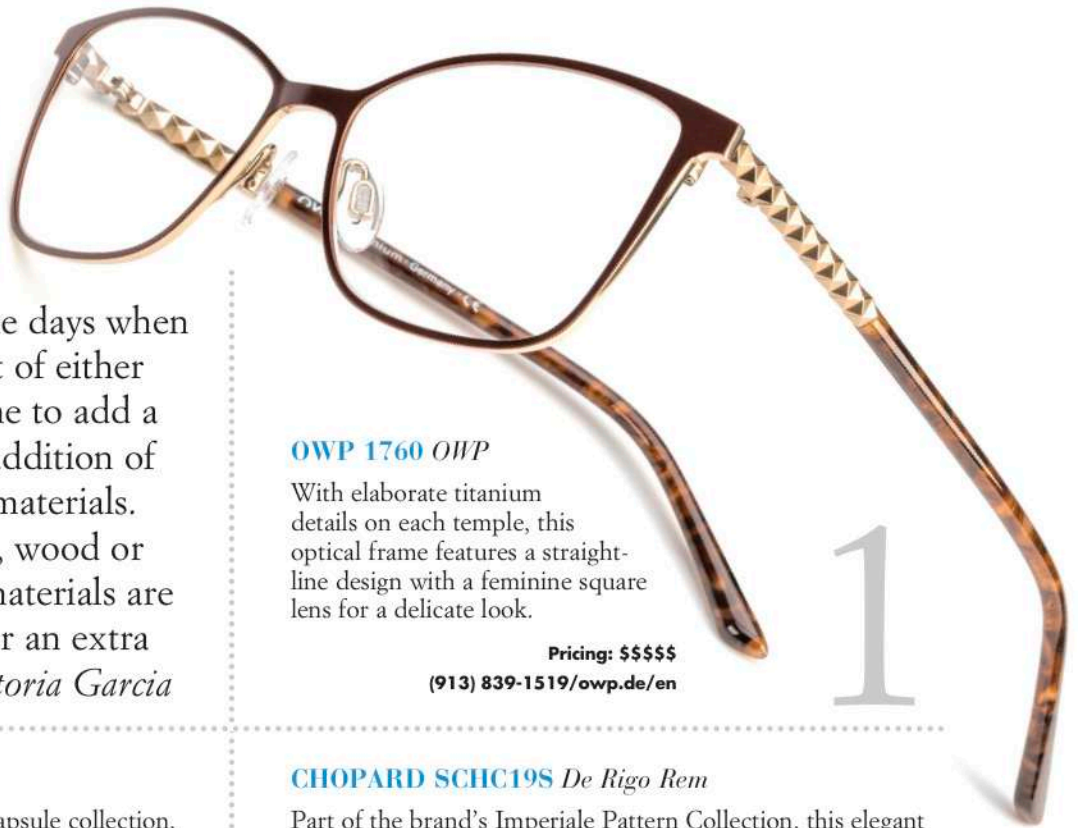 e days when
t of either
ne to add a
ddition of
materials.
, wood or
naterials are
r an extra
toria Garcia
Germany · CE
OWP 1760 OWP
With elaborate titanium
details on each temple, this
optical frame features a straight-
line design with a feminine square
lens for a delicate look.
Pricing: $$$$$
(913) 839-1519/owp.de/en
1
apsule collection,
CHOPARD SCHC19S De Rigo Rem
Part of the brand's Imperiale Pattern Collection, this elegant